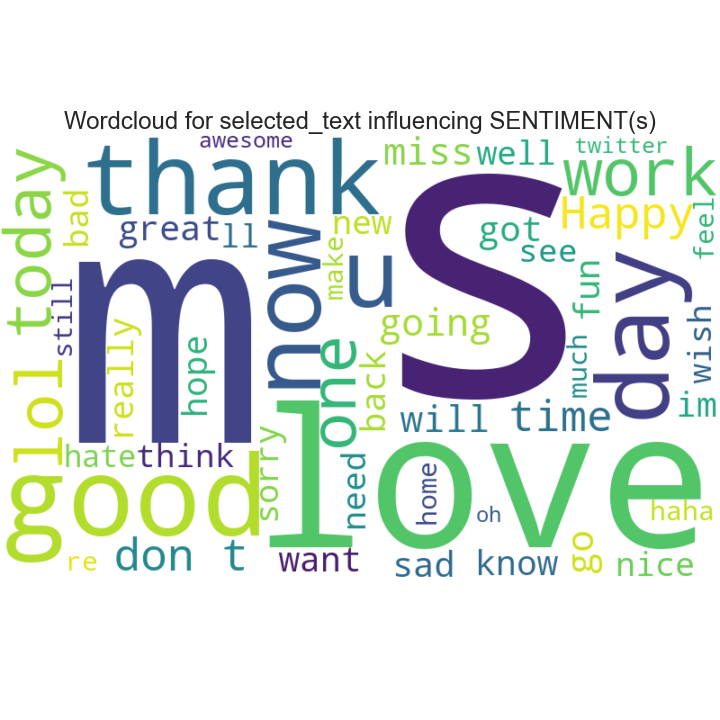 Wordcloud for selected_text influencing SENTIMENT(s)
awesome
twitter
thank
miss
well
work
today
bad
great
ll
new
Happy
got
see
feel
now
make
u
s
day
fun
still
m
really
hope
going
one
back
much
wish
lol
will
time
im
hate
think
sorry
love
need
home
oh
haha
g
good
re
don t
want
sad
know
go
nice